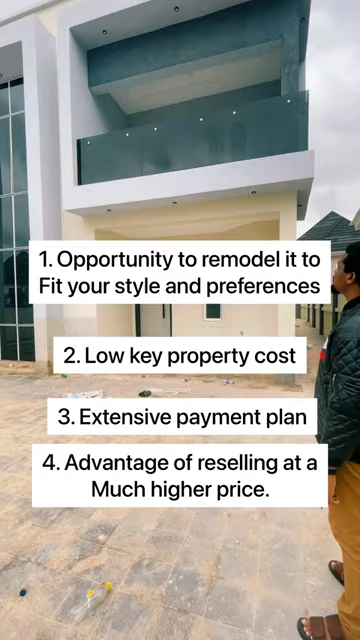 1. Opportunity to remodel it to
Fit your style and preferences
2. Low key property cost
3. Extensive payment plan
4. Advantage of reselling at a
Much higher price.